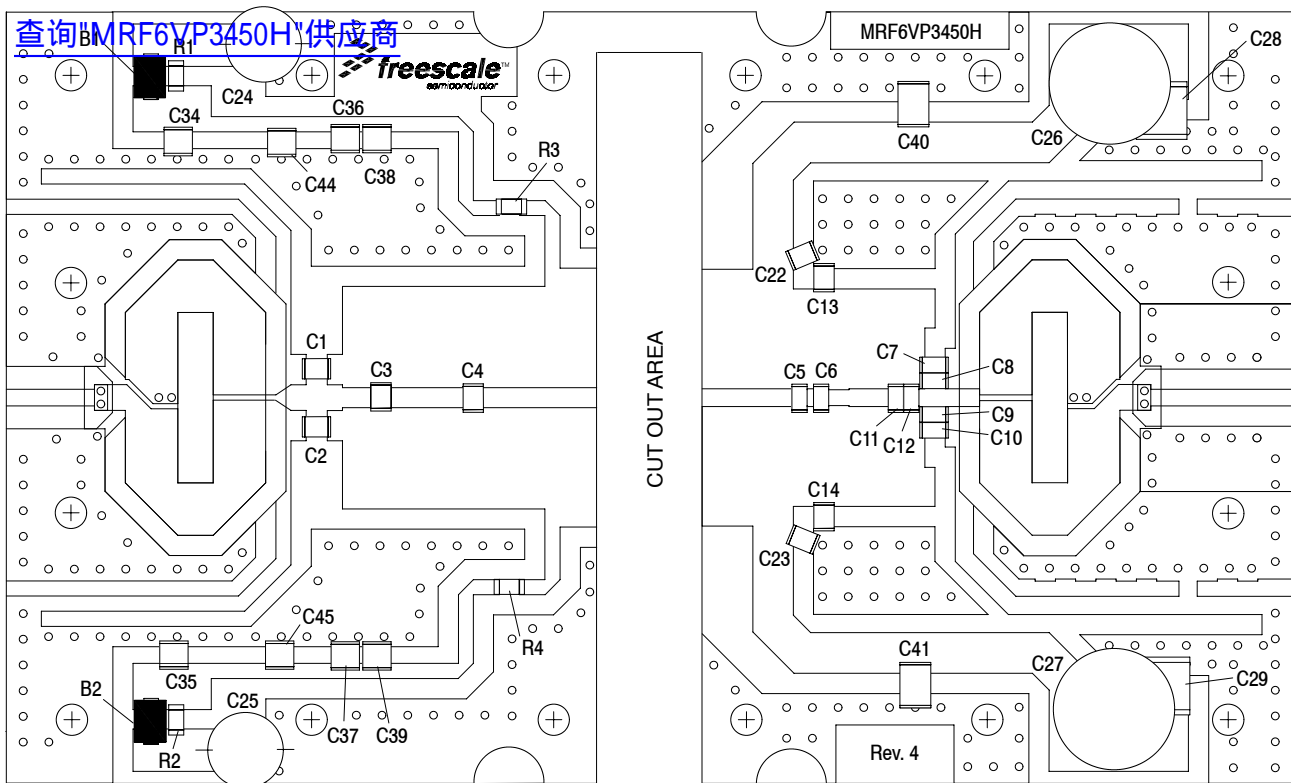 查询"MRF6VP3450H"供应商
B1
R1
freescale™
semiconductor
MRF6VP3450H
C28
C24
C34
C36
C44
C38
R3
C40
C26
C22
C13
C1
C3
C4
C2
CUT OUT AREA
C5
C6
C7
C8
C9
C10
C11
C12
C14
C23
C45
R4
C35
B2
C25
R2
C37
C39
C41
C27
C29
Rev. 4